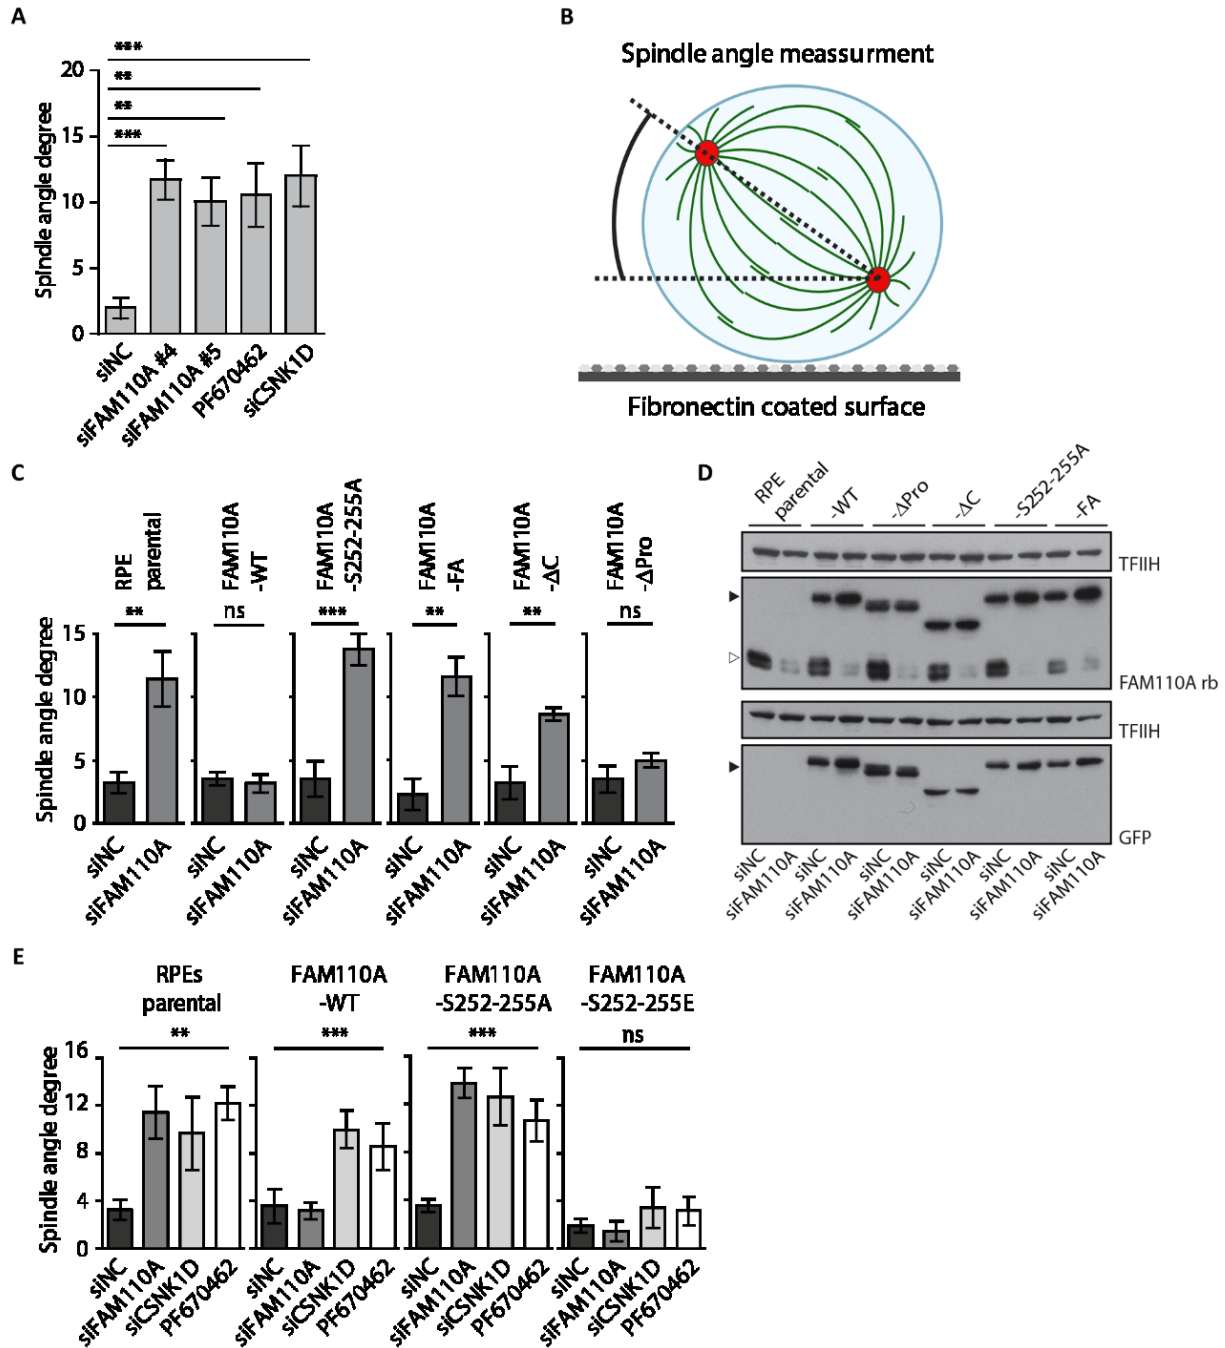 A
***
**
**
***
Spindle angle degree
20
15
10
5
0
siNC
siFAM110A #4
siFAM110A #5
PF670462
siCSNK1D
B
Spindle angle meassurment
Fibronectin coated surface
C
RPE
parental
FAM110A
-WT
FAM110A
-S252-255A
FAM110A
-FA
FAM110A
-ΔC
FAM110A
-ΔPro
** ns *** ** ** ns
Spindle angle degree
15
10
5
0
siNC
siFAM110A
siNC
siFAM110A
siNC
siFAM110A
siNC
siFAM110A
siNC
siFAM110A
siNC
siFAM110A
D
RPE
parental
-WT
-ΔPro
-ΔC
-S252-255A
-FA
TFIIH
FAM110A rb
TFIIH
GFP
siNC
siFAM110A
siNC
siFAM110A
siNC
siFAM110A
siNC
siFAM110A
siNC
siFAM110A
siNC
siFAM110A
E
RPEs
parental
FAM110A
-WT
FAM110A
-S252-255A
FAM110A
-S252-255E
** *** *** ns
Spindle angle degree
16
12
8
4
0
siNC
siFAM110A
siCSNK1D
PF670462
siNC
siFAM110A
siCSNK1D
PF670462
siNC
siFAM110A
siCSNK1D
PF670462
siNC
siFAM110A
siCSNK1D
PF670462